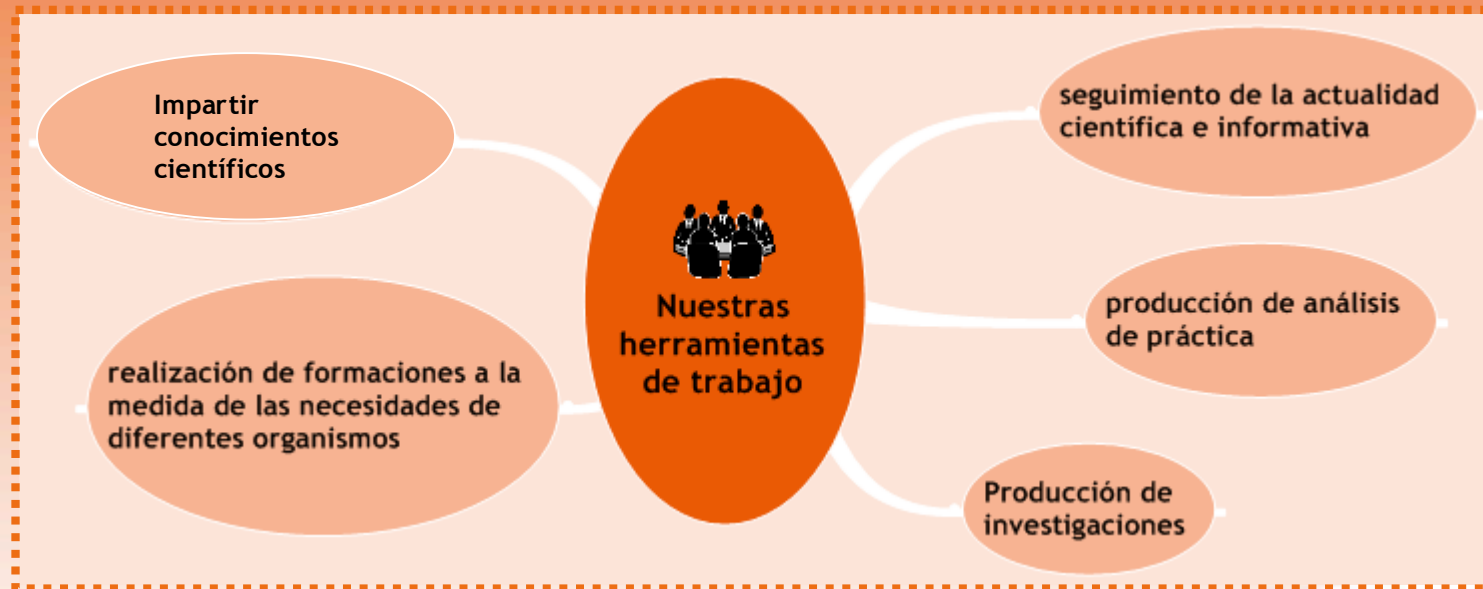 Impartir
conocimientos
científicos
realización de formaciones a la
medida de las necesidades de
diferentes organismos
Nuestras
herramientas
de trabajo
seguimiento de la actualidad
científica e informativa
producción de análisis
de práctica
Producción de
investigaciones